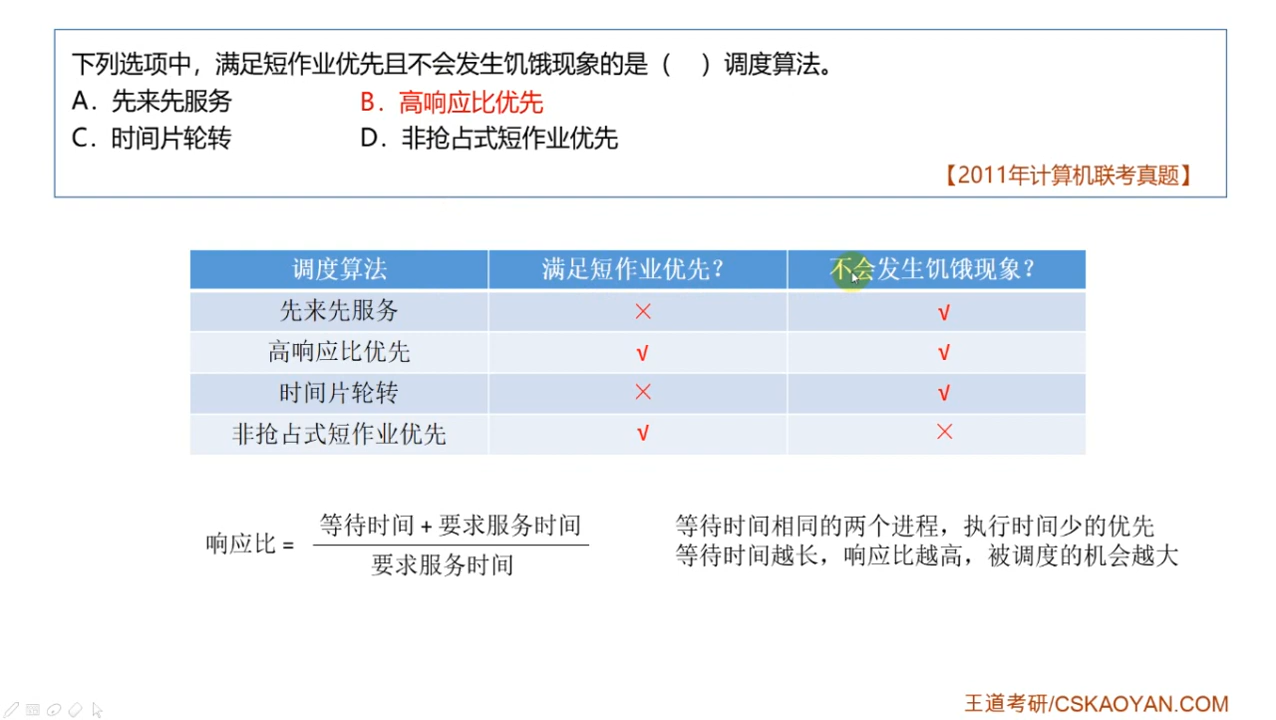 下列选项中，满足短作业优先且不会发生饥饿现象的是（ ）调度算法。
A．先来先服务 B．高响应比优先
C．时间片轮转 D．非抢占式短作业优先
【2011年计算机联考真题】
调度算法 满足短作业优先？ 不会发生饥饿现象？
先来先服务 × √
高响应比优先 √ √
时间片轮转 × √
非抢占式短作业优先 √ ×
等待时间 + 要求服务时间
响应比 =
要求服务时间
等待时间相同的两个进程，执行时间少的优先
等待时间越长，响应比越高，被调度的机会越大
王道考研/CSKAOYAN.COM